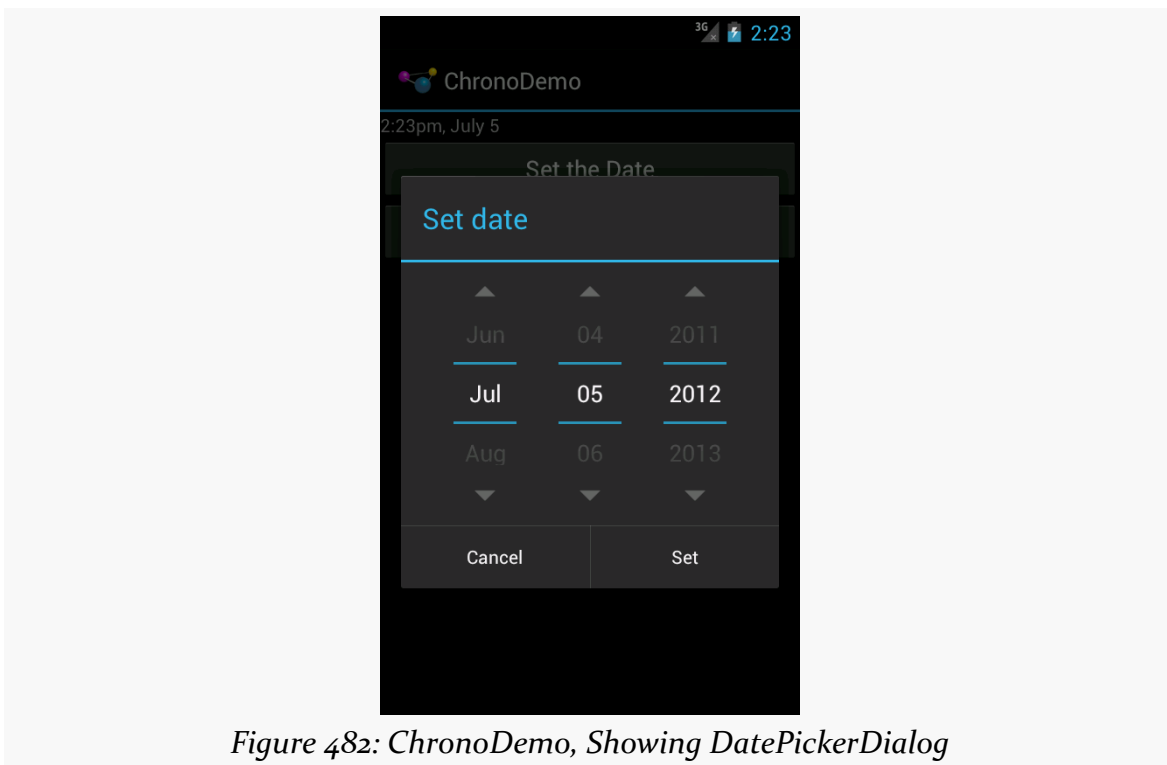 3G 2:23
ChronoDemo
2:23pm, July 5
Set the Date
Set date
Jun 04 2011
Jul 05 2012
Aug 06 2013
Cancel Set
Figure 482: ChronoDemo, Showing DatePickerDialog